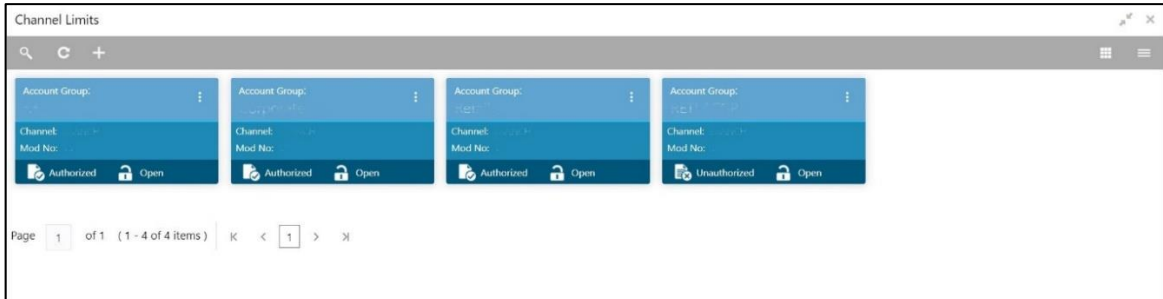 Channel Limits
Account Group: Account Group: Account Group: Account Group:
Channel: Channel: Channel: Channel:
Mod No: Mod No: Mod No: Mod No:
Authorized Open Authorized Open Authorized Open Unauthorized Open
Page 1 of 1 (1 - 4 of 4 items) K < 1 > >|